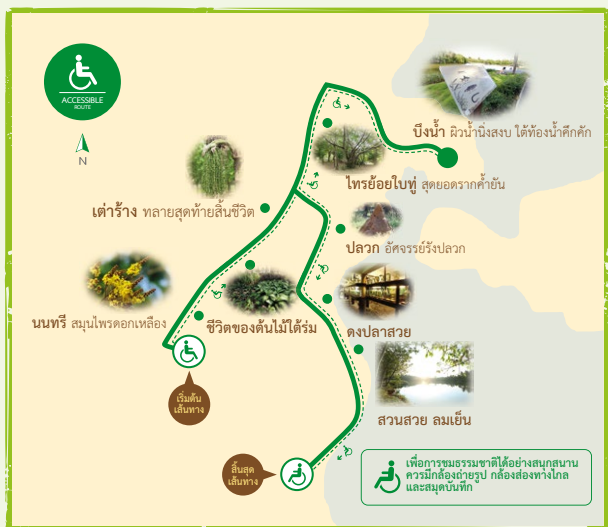 ACCESSIBLE
ROUTE
N
บึงน้ำ ผิวน้ำนิ่งสงบ ใต้ท้องน้ำคึกคัก
ไทรย้อยใบทู่ สุดยอดรากค้ำยัน
เต่าร้าง ทลายสุดท้ายสิ้นชีวิต
ปลวก อัศจรรย์รังปลวก
นนทรี สมุนไพรดอกเหลือง
ชีวิตของต้นไม้ใต้ร่ม
ดงปลาสวย
เริ่มต้น
เส้นทาง
สวนสวย ลมเย็น
สิ้นสุด
เส้นทาง
เพื่อการชมธรรมชาติได้อย่างสนุกสนาน
ควรมีกล้องถ่ายรูป กล้องส่องทางไกล
และสมุดบันทึก